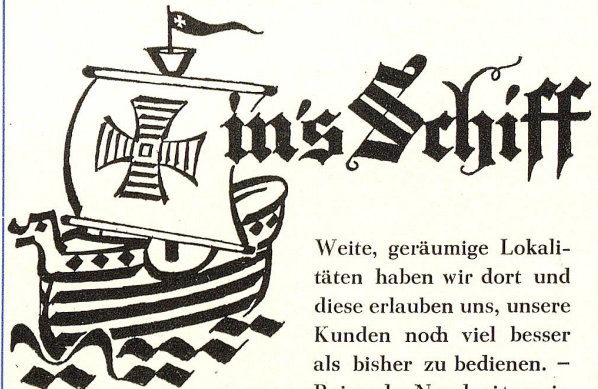 in's Schiff
Weite, geräumige Lokali-
täten haben wir dort und
diese erlauben uns, unsere
Kunden noch viel besser
als bisher zu bedienen. –